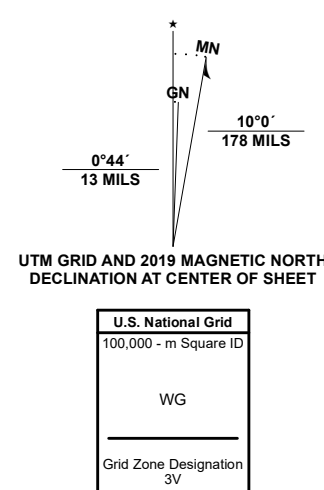 ★
MN
GN
10°0´
178 MILS
0°44´
13 MILS
UTM GRID AND 2019 MAGNETIC NORTH
DECLINATION AT CENTER OF SHEET
U.S. National Grid
100,000 - m Square ID
WG
Grid Zone Designation
3V